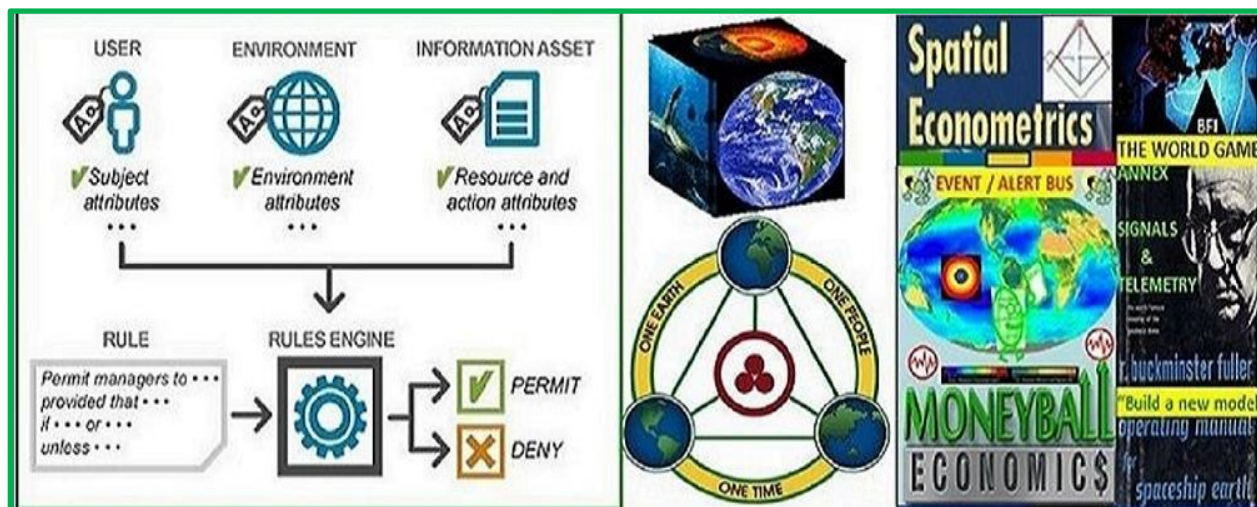 USER
ENVIRONMENT
INFORMATION ASSET
✔ Subject
attributes
•••
✔ Environment
attributes
•••
✔ Resource and
action attributes
•••
RULE
Permit managers to •••
provided that •••
if ••• or •••
unless •••
RULES ENGINE
PERMIT
DENY
ONE EARTH
ONE PEOPLE
ONE TIME
Spatial
Econometrics
EVENT / ALERT BUS
MONEYBALL
ECONOMIC$
BFI
THE WORLD GAME
ANNEX
SIGNALS
&
TELEMETRY
r. buckminster fuller
"Build a new model
operating manual
for
spaceship earth